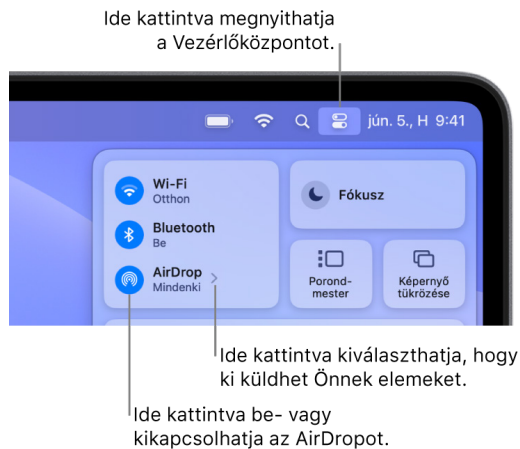 Ide kattintva megnyithatja
a Vezérlőközpontot.
jún. 5., H 9:41
Wi-Fi
Otthon
Bluetooth
Be
AirDrop
Mindenki
Fókusz
Porond-
mester
Képernyő
tükrözése
Ide kattintva kiválaszthatja, hogy
ki küldhet Önnek elemeket.
Ide kattintva be- vagy
kikapcsolhatja az AirDropot.